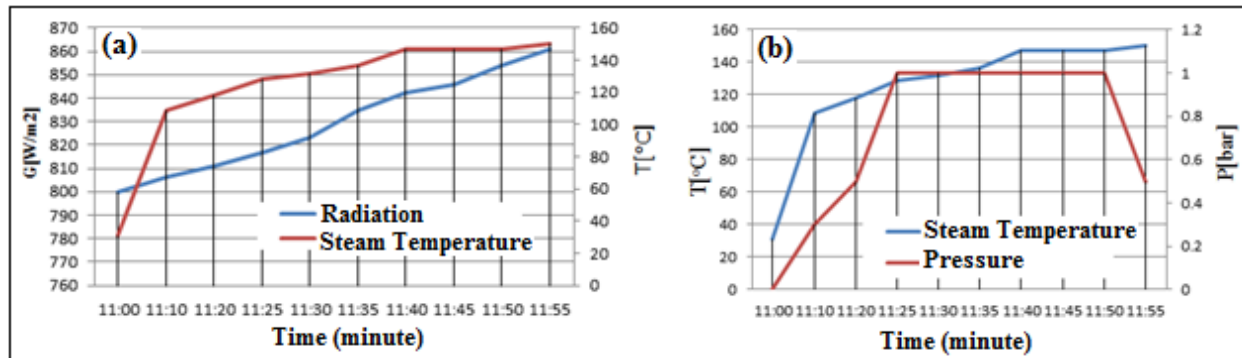 (a)
870
860
850
840
830
820
810
800
790
780
770
760
G[W/m2]
160
140
120
100
80
60
40
20
0
T[°C]
Radiation
Steam Temperature
11:00 11:10 11:20 11:25 11:30 11:35 11:40 11:45 11:50 11:55
Time (minute)
(b)
160
140
120
100
80
60
40
20
0
T[°C]
1.2
1
0.8
0.6
0.4
0.2
0
P[bar]
Steam Temperature
Pressure
11:00 11:10 11:20 11:25 11:30 11:35 11:40 11:45 11:50 11:55
Time (minute)